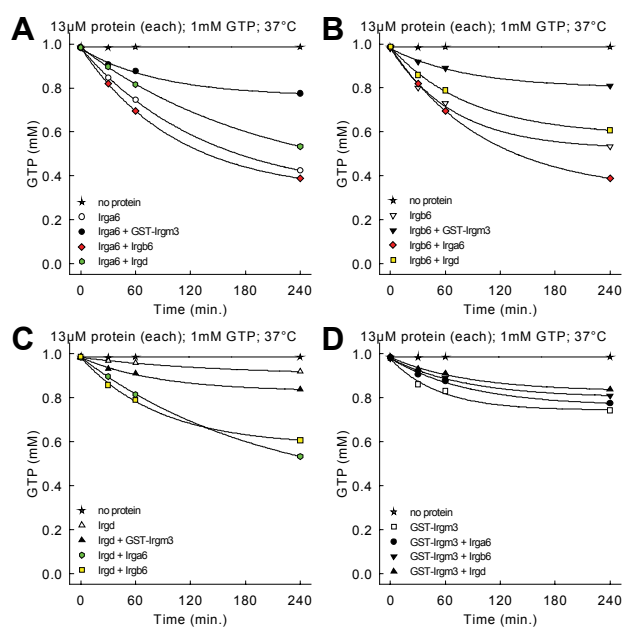 A
13µM protein (each); 1mM GTP; 37°C
1.0
0.8
0.6
0.4
0.2
0.0
GTP (mM)
no protein
Irga6
Irga6 + GST-Irgm3
Irga6 + Irgb6
Irga6 + Irgd
0 60 120 180 240
Time (min.)
B
13µM protein (each); 1mM GTP; 37°C
1.0
0.8
0.6
0.4
0.2
0.0
GTP (mM)
no protein
Irgb6
Irgb6 + GST-Irgm3
Irgb6 + Irga6
Irgb6 + Irgd
0 60 120 180 240
Time (min.)
C
13µM protein (each); 1mM GTP; 37°C
1.0
0.8
0.6
0.4
0.2
0.0
GTP (mM)
no protein
Irgd
Irgd + GST-Irgm3
Irgd + Irga6
Irgd + Irgb6
0 60 120 180 240
Time (min.)
D
13µM protein (each); 1mM GTP; 37°C
1.0
0.8
0.6
0.4
0.2
0.0
GTP (mM)
no protein
GST-Irgm3
GST-Irgm3 + Irga6
GST-Irgm3 + Irgb6
GST-Irgm3 + Irgd
0 60 120 180 240
Time (min.)